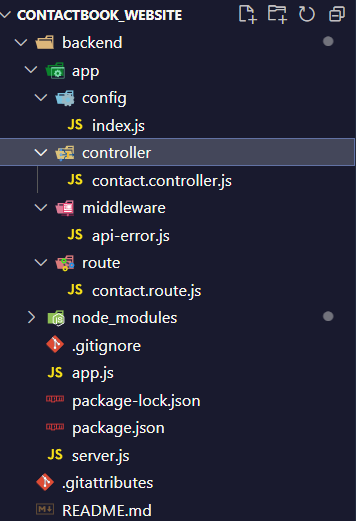 CONTACTBOOK_WEBSITE
backend
app
config
JS index.js
controller
JS contact.controller.js
middleware
JS api-error.js
route
JS contact.route.js
node_modules
.gitignore
JS app.js
package-lock.json
package.json
JS server.js
.gitattributes
README.md